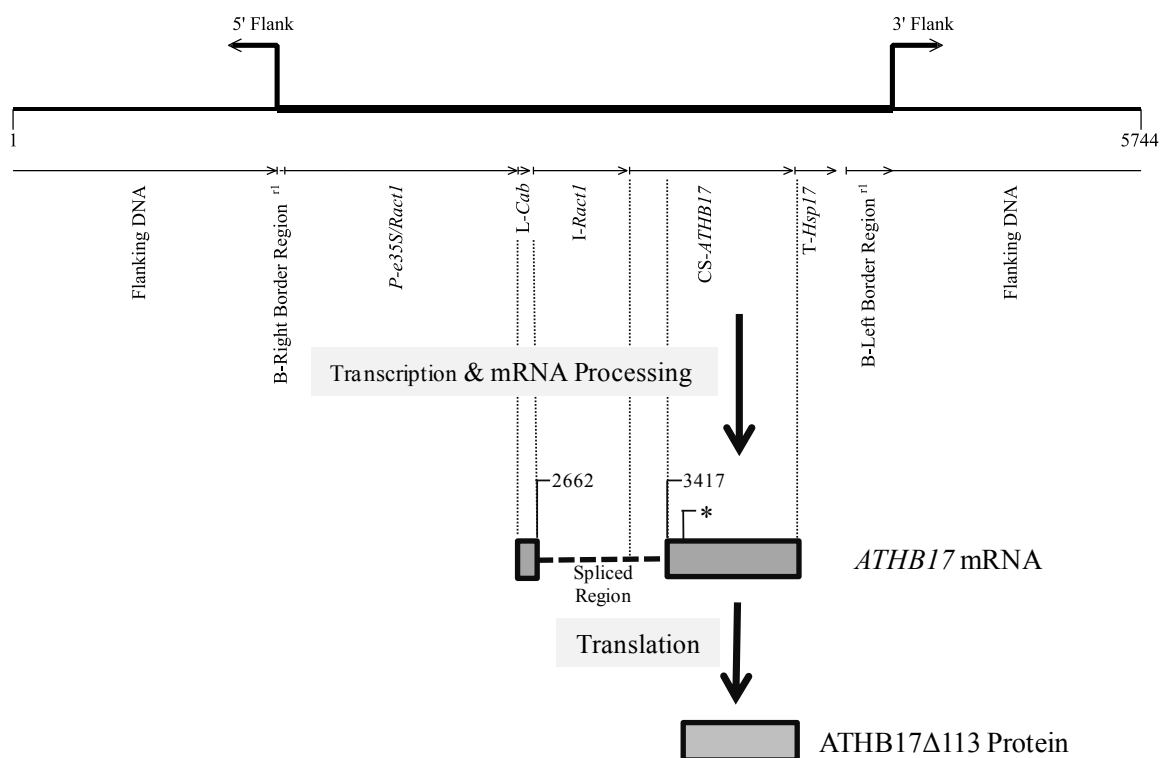 5' Flank
3' Flank
1
5744
Flanking DNA
B-Right Border Region r1
P-e35S/Ract1
L-Cab
I-Ract1
CS-ATHB17
T-Hsp17
B-Left Border Region r1
Flanking DNA
Transcription & mRNA Processing
2662
3417
*
ATHB17 mRNA
Spliced
Region
Translation
ATHB17Δ113 Protein